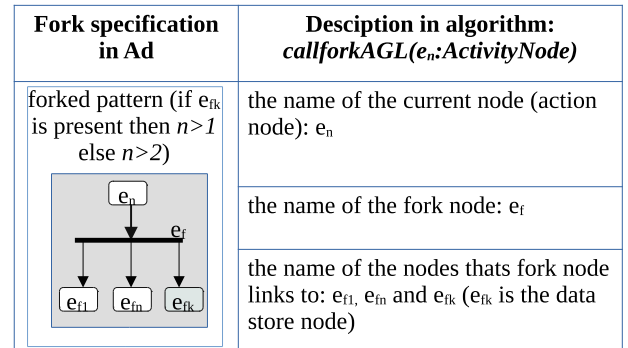 Fork specification
in Ad
Desciption in algorithm:
callforkAGL(en:ActivityNode)
forked pattern (if efk
is present then n>1
else n>2)
en
ef
ef1 efn efk
the name of the current node (action
node): en
the name of the fork node: ef
the name of the nodes thats fork node
links to: ef1, efn and efk (efk is the data
store node)